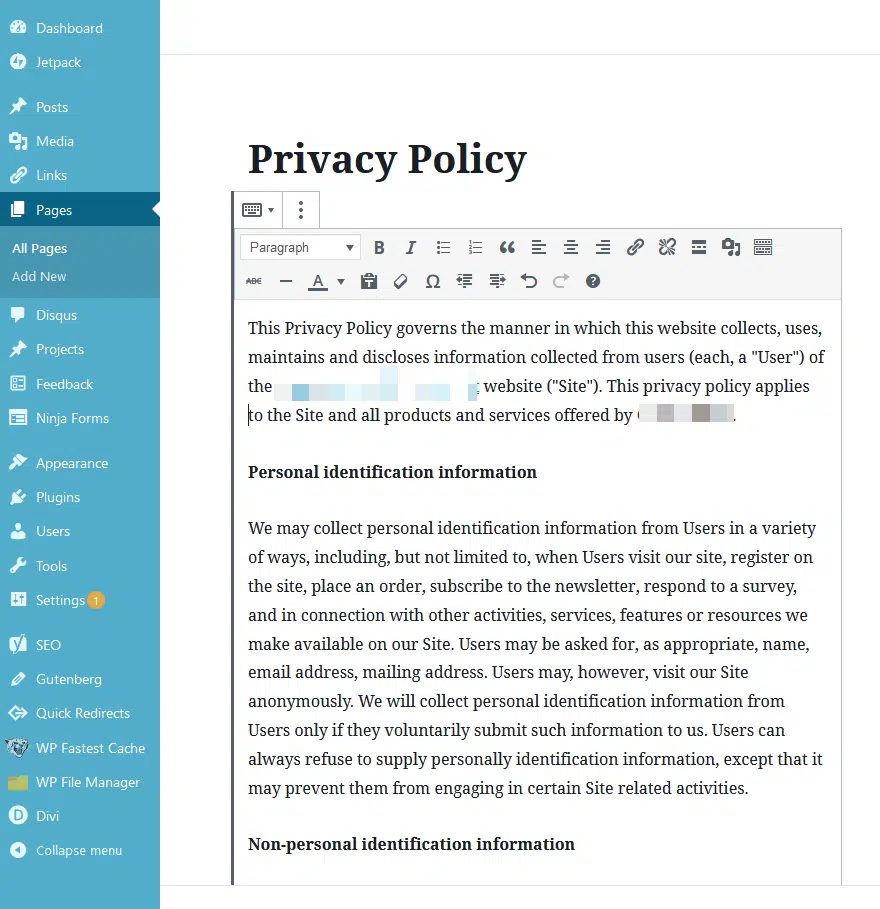 Dashboard
Jetpack
Posts
Media
Links
Pages
All Pages
Add New
Disqus
Projects
Feedback
Ninja Forms
Appearance
Plugins
Users
Tools
Settings 1
SEO
Gutenberg
Quick Redirects
WP Fastest Cache
WP File Manager
Divi
Collapse menu
Privacy Policy
Paragraph
B I
ABC A Ω ?
This Privacy Policy governs the manner in which this website collects, uses,
maintains and discloses information collected from users (each, a "User") of
the website ("Site"). This privacy policy applies
to the Site and all products and services offered by .
Personal identification information
We may collect personal identification information from Users in a variety
of ways, including, but not limited to, when Users visit our site, register on
the site, place an order, subscribe to the newsletter, respond to a survey,
and in connection with other activities, services, features or resources we
make available on our Site. Users may be asked for, as appropriate, name,
email address, mailing address. Users may, however, visit our Site
anonymously. We will collect personal identification information from
Users only if they voluntarily submit such information to us. Users can
always refuse to supply personally identification information, except that it
may prevent them from engaging in certain Site related activities.
Non-personal identification information